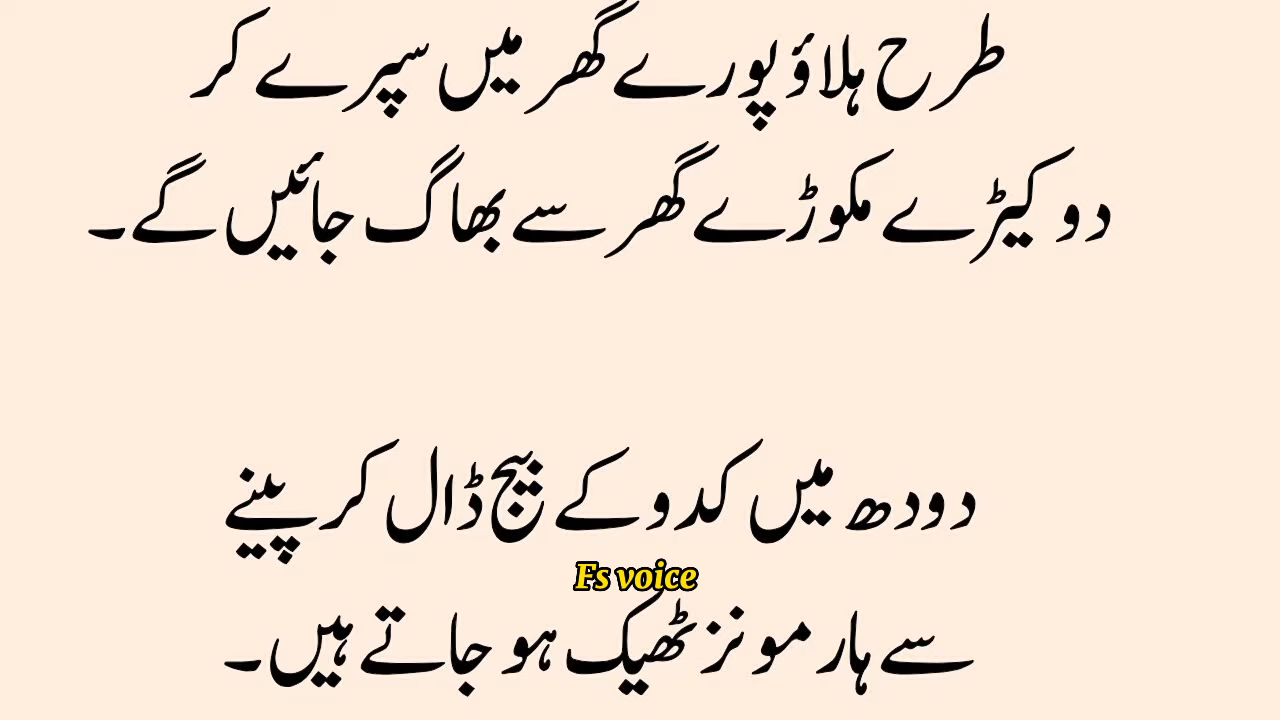 طرح ہلاؤ پورے گھر میں سپرے کر
دو کیڑے مکوڑے گھر سے بھاگ جائیں گے۔
دودھ میں کدو کے بیج ڈال کر پینے
Fs voice
سے ہارمونز ٹھیک ہو جاتے ہیں۔